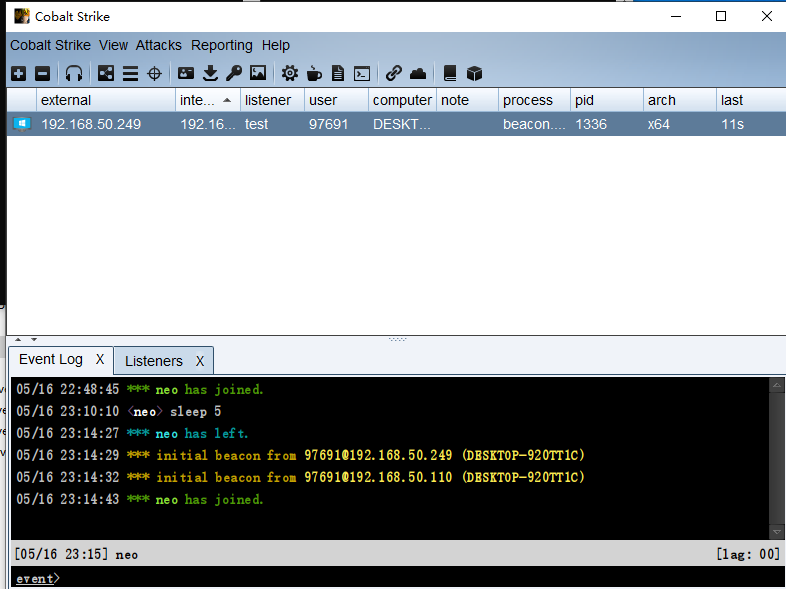 Cobalt Strike
Cobalt Strike View Attacks Reporting Help
external inte... listener user computer note process pid arch last
192.168.50.249 192.16... test 97691 DESKT... beacon.... 1336 x64 11s
Event Log X Listeners X
05/16 22:48:45 *** neo has joined.
05/16 23:10:10 <neo> sleep 5
05/16 23:14:27 *** neo has left.
05/16 23:14:29 *** initial beacon from 97691@192.168.50.249 (DESKTOP-920TT1C)
05/16 23:14:32 *** initial beacon from 97691@192.168.50.110 (DESKTOP-920TT1C)
05/16 23:14:43 *** neo has joined.
[05/16 23:15] neo [lag: 00]
event>